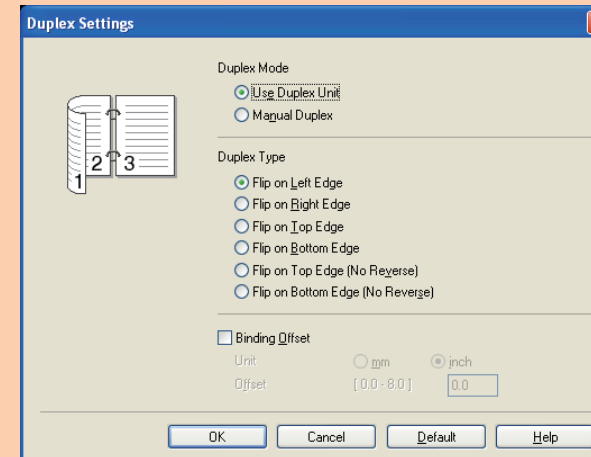 Duplex Settings
1
2
3
Duplex Mode
Use Duplex Unit
Manual Duplex
Duplex Type
Flip on Left Edge
Flip on Right Edge
Flip on Top Edge
Flip on Bottom Edge
Flip on Top Edge (No Reverse)
Flip on Bottom Edge (No Reverse)
Binding Offset
Unit mm inch
Offset [ 0.0 - 8.0 ] 0.0
OK Cancel Default Help